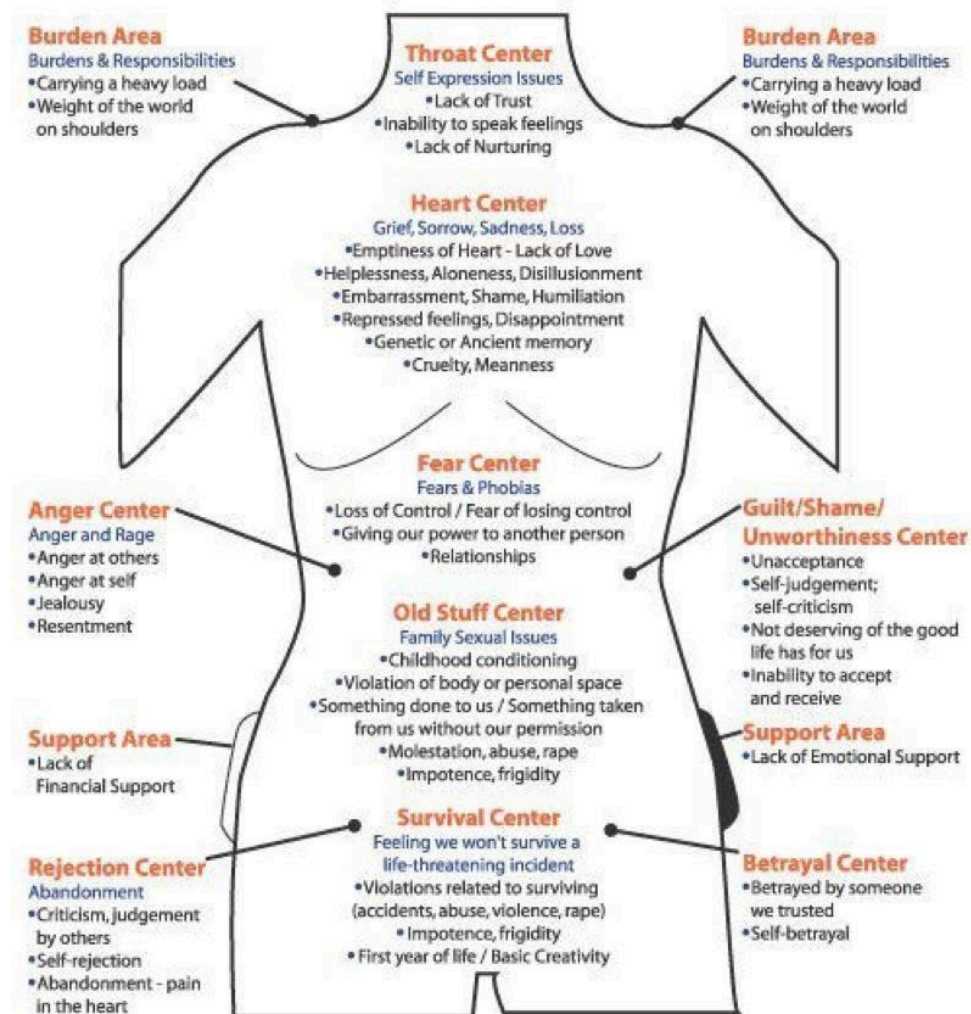 Burden Area
Burdens & Responsibilities
•Carrying a heavy load
•Weight of the world
on shoulders
Throat Center
Self Expression Issues
•Lack of Trust
•Inability to speak feelings
•Lack of Nurturing
Burden Area
Burdens & Responsibilities
•Carrying a heavy load
•Weight of the world
on shoulders
Heart Center
Grief, Sorrow, Sadness, Loss
•Emptiness of Heart - Lack of Love
•Helplessness, Aloneness, Disillusionment
•Embarrassment, Shame, Humiliation
•Repressed feelings, Disappointment
•Genetic or Ancient memory
•Cruelty, Meanness
Fear Center
Fears & Phobias
•Loss of Control / Fear of losing control
•Giving our power to another person
•Relationships
Anger Center
Anger and Rage
•Anger at others
•Anger at self
•Jealousy
•Resentment
Guilt/Shame/
Unworthiness Center
•Unacceptance
•Self-judgement;
self-criticism
•Not deserving of the good
life has for us
•Inability to accept
and receive
Old Stuff Center
Family Sexual Issues
•Childhood conditioning
•Violation of body or personal space
•Something done to us / Something taken
from us without our permission
•Molestation, abuse, rape
•Impotence, frigidity
Support Area
•Lack of
Financial Support
Support Area
•Lack of Emotional Support
Survival Center
Feeling we won't survive a
life-threatening incident
•Violations related to surviving
(accidents, abuse, violence, rape)
•Impotence, frigidity
•First year of life / Basic Creativity
Rejection Center
Abandonment
•Criticism, judgement
by others
•Self-rejection
•Abandonment - pain
in the heart
Betrayal Center
•Betrayed by someone
we trusted
•Self-betrayal